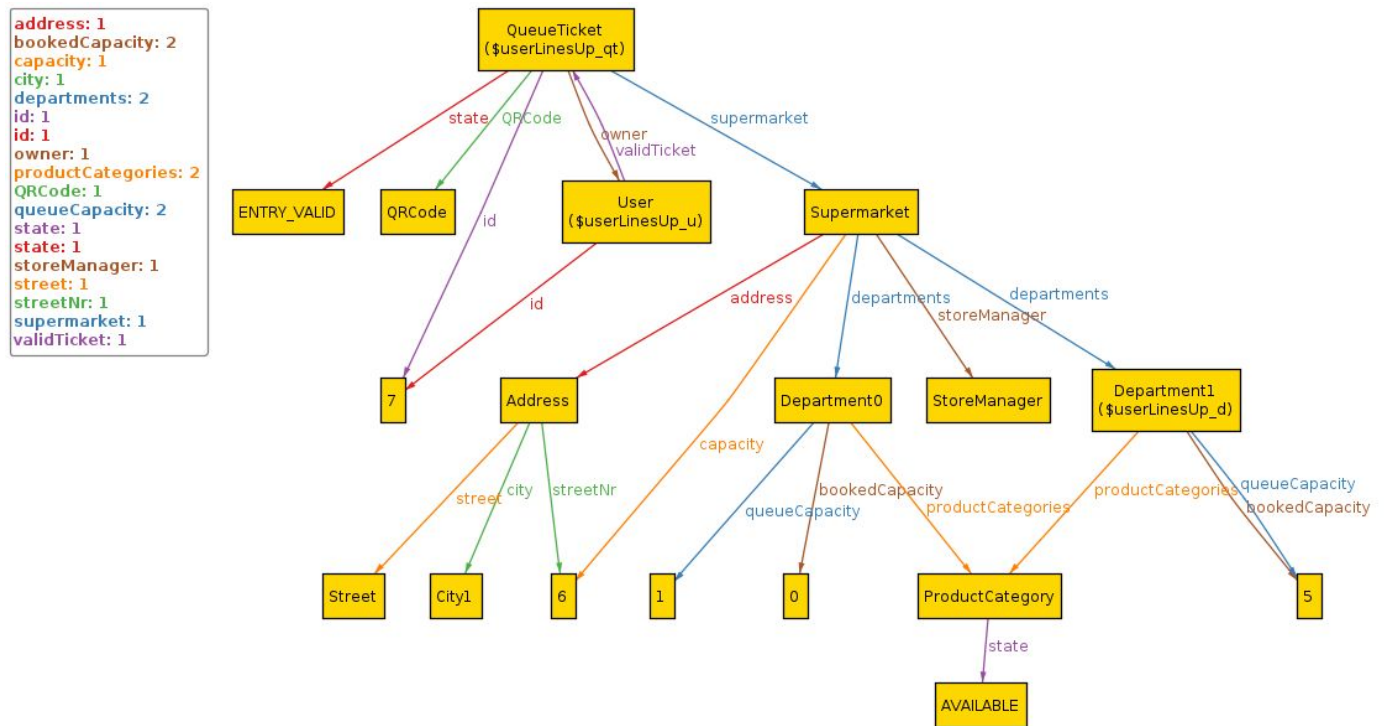 address: 1
bookedCapacity: 2
capacity: 1
city: 1
departments: 2
id: 1
id: 1
owner: 1
productCategories: 2
QRCode: 1
queueCapacity: 2
state: 1
state: 1
storeManager: 1
street: 1
streetNr: 1
supermarket: 1
validTicket: 1
QueueTicket
($userLinesUp_qt)
state
QRCode
supermarket
owner
validTicket
ENTRY_VALID
QRCode
User
($userLinesUp_u)
Supermarket
id
id
address
departments
departments
storeManager
7
Address
Department0
StoreManager
Department1
($userLinesUp_d)
capacity
street
city
streetNr
queueCapacity
bookedCapacity
productCategories
productCategories
queueCapacity
bookedCapacity
Street
City1
6
1
0
ProductCategory
5
state
AVAILABLE